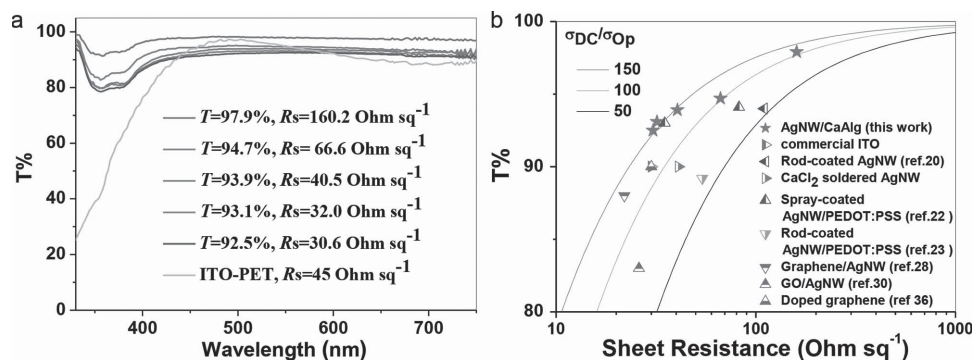 a
T%
100
80
60
40
20
0
400
500
600
700
Wavelength (nm)
T=97.9%, Rs=160.2 Ohm sq-1
T=94.7%, Rs= 66.6 Ohm sq-1
T=93.9%, Rs=40.5 Ohm sq-1
T=93.1%, Rs=32.0 Ohm sq-1
T=92.5%, Rs=30.6 Ohm sq-1
ITO-PET, Rs=45 Ohm sq-1
b
T%
100
90
80
10
100
1000
Sheet Resistance (Ohm sq-1)
σDC/σOp
150
100
50
AgNW/CaAlg (this work)
commercial ITO
Rod-coated AgNW (ref.20)
CaCl2 soldered AgNW
Spray-coated
AgNW/PEDOT:PSS (ref.22 )
Rod-coated
AgNW/PEDOT:PSS (ref.23 )
Graphene/AgNW (ref.28)
GO/AgNW (ref.30)
Doped graphene (ref 36)